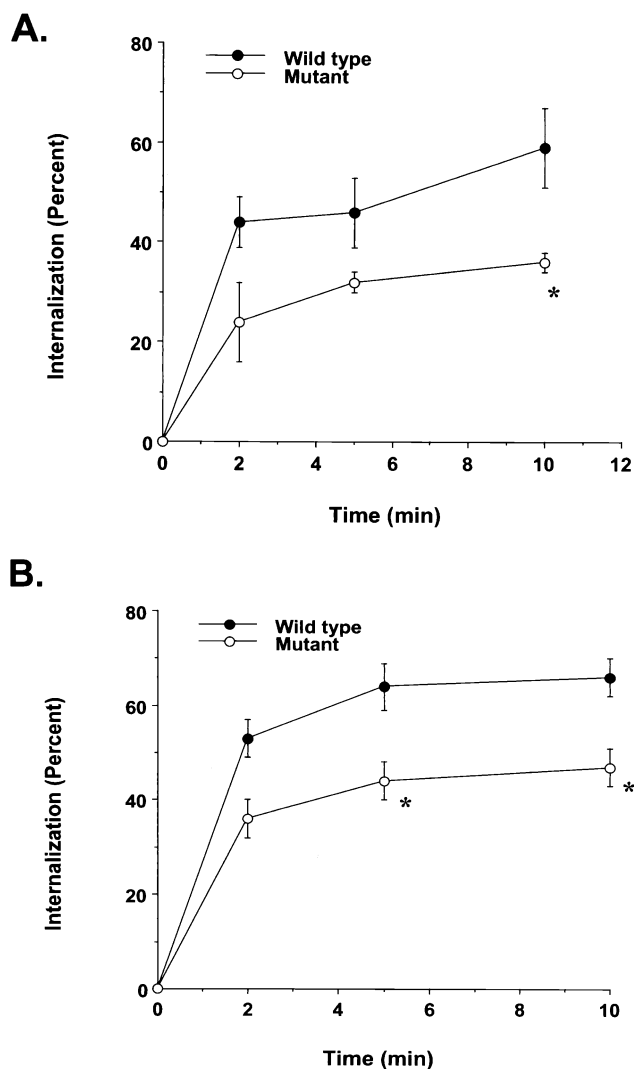 A.
80
Wild type
Mutant
60
40
20
0
Internalization (Percent)
*
0 2 4 6 8 10 12
Time (min)
B.
80
Wild type
Mutant
60
40
20
0
Internalization (Percent)
*
*
0 2 4 6 8 10
Time (min)